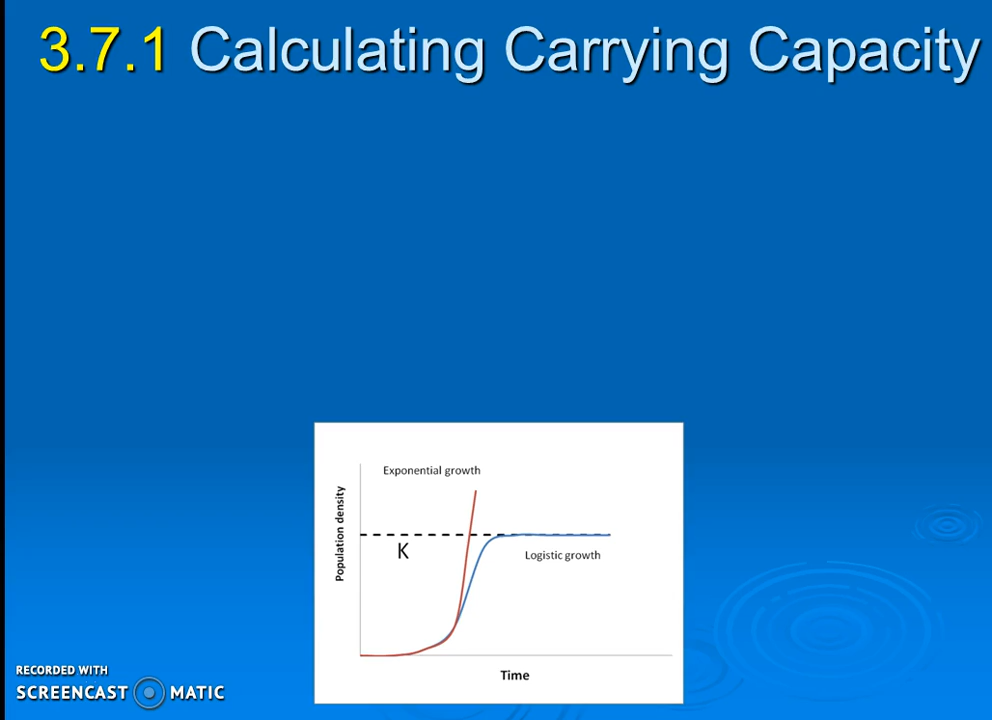 3.7.1 Calculating Carrying Capacity
Exponential growth
Population density
K
Logistic growth
Time
RECORDED WITH
SCREENCAST MATIC